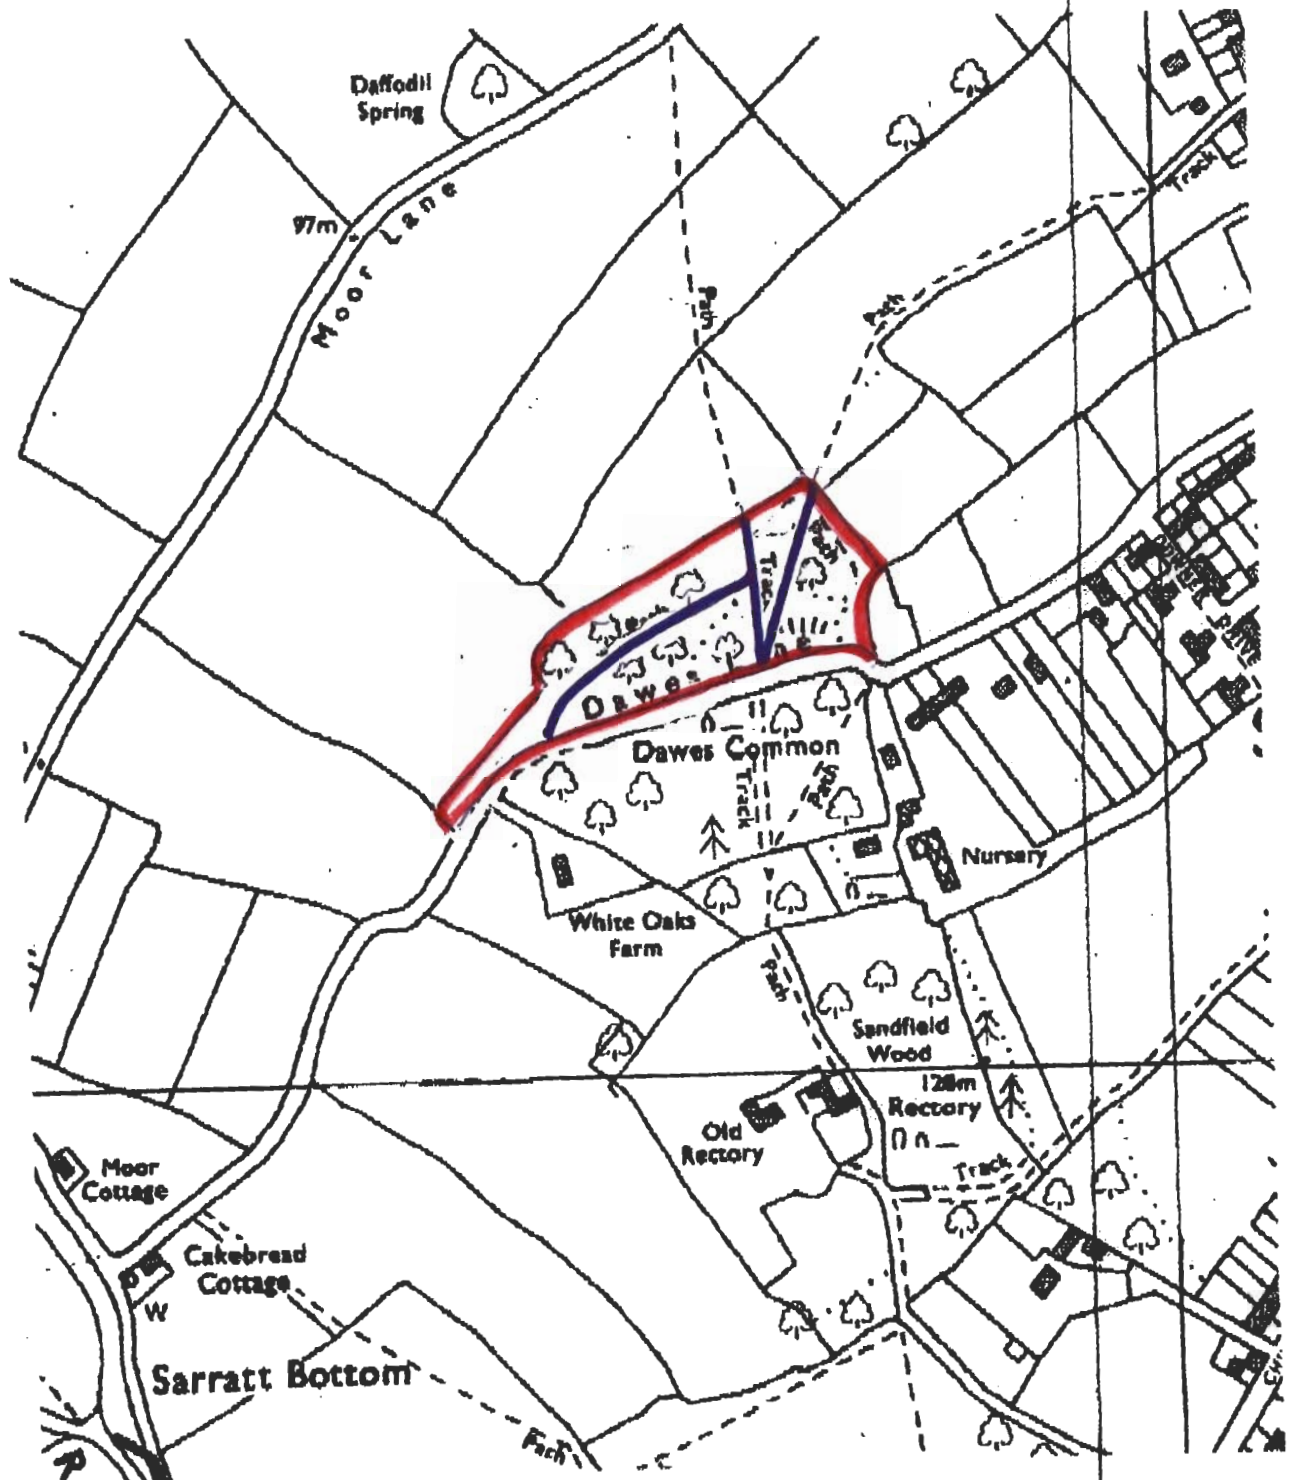 Daffodil
Spring
Track
97m
Moor Lane
Path
Path
Path
Track
Dawes
Dawes Common
Track
Nursery
White Oaks
Farm
Path
Sandfield
Wood
128m
Rectory
Old
Rectory
Track
Moor
Cottage
Cakebread
Cottage
W
Sarratt Bottom
Path